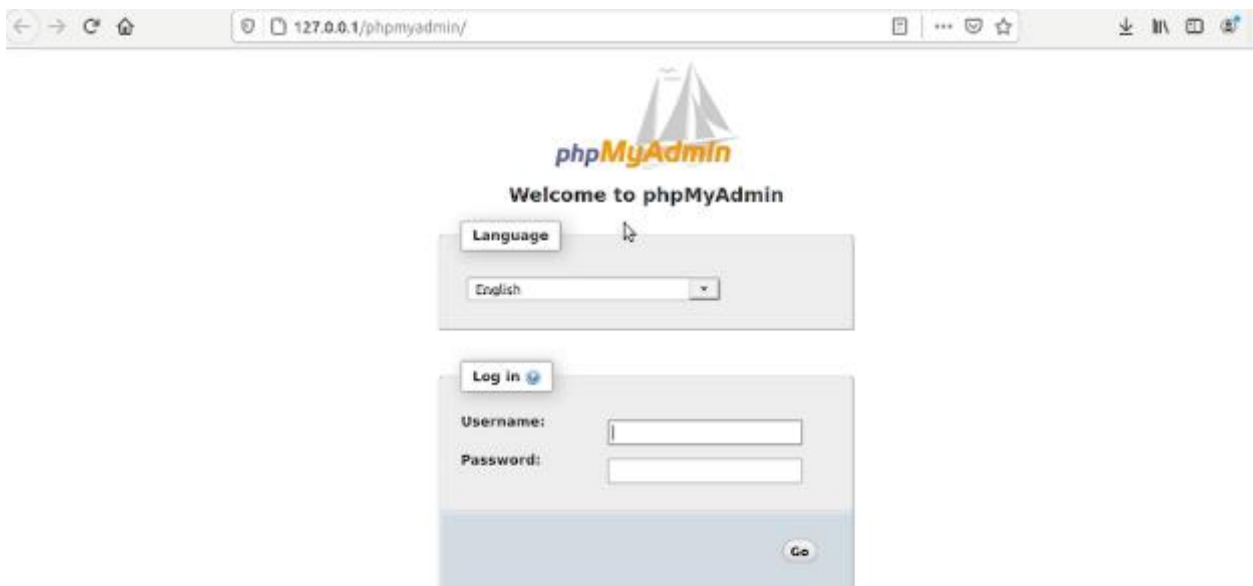 127.0.0.1/phpmyadmin/
phpMyAdmin
Welcome to phpMyAdmin
Language
English
Log in
Username:
Password:
Go